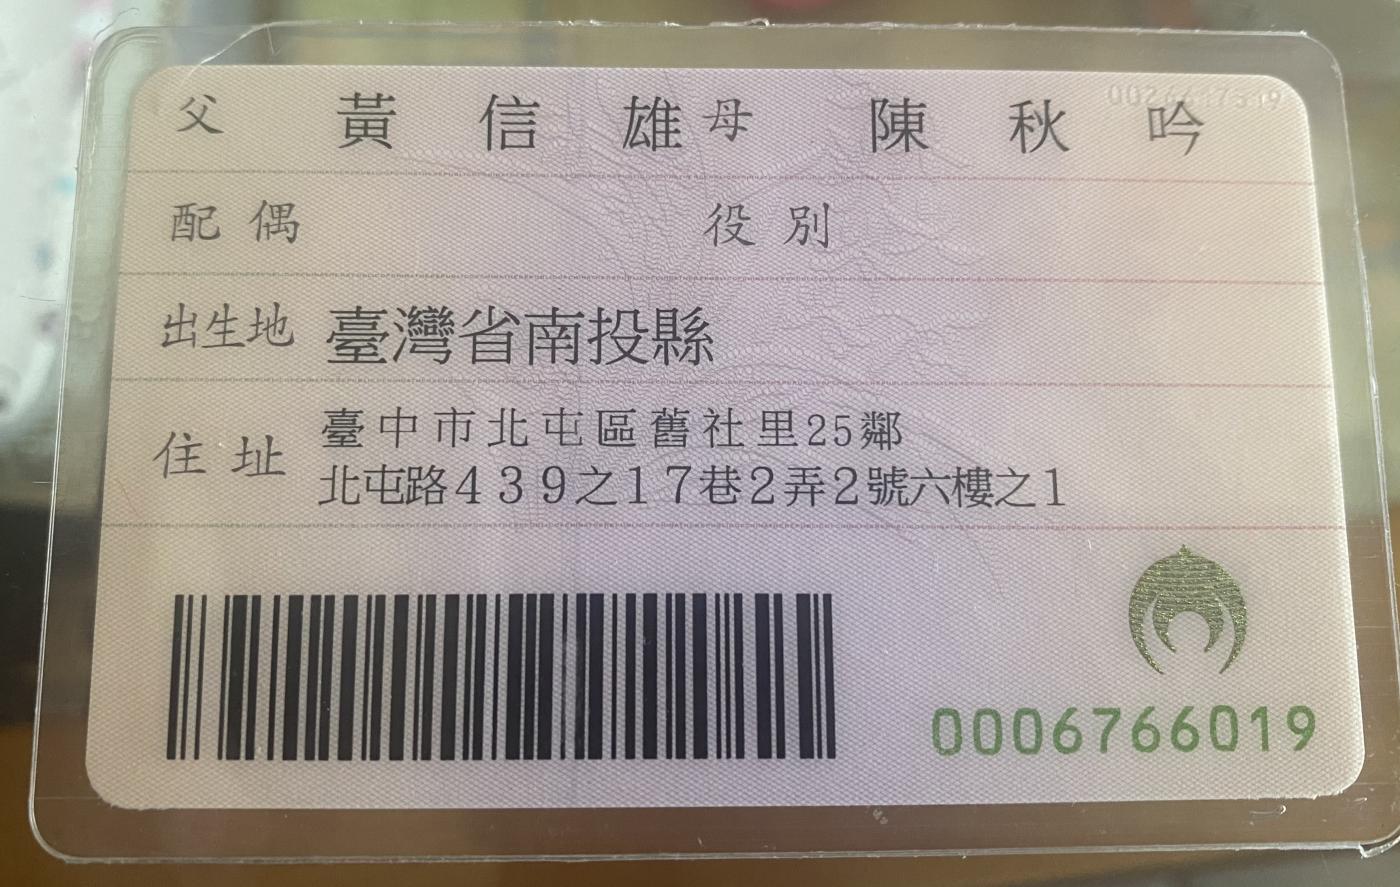 父 黃信雄 母 陳秋吟
配偶 役別
出生地 臺灣省南投縣
住址 臺中市北屯區舊社里25鄰
北屯路439之17巷2弄2號六樓之1
0006766019